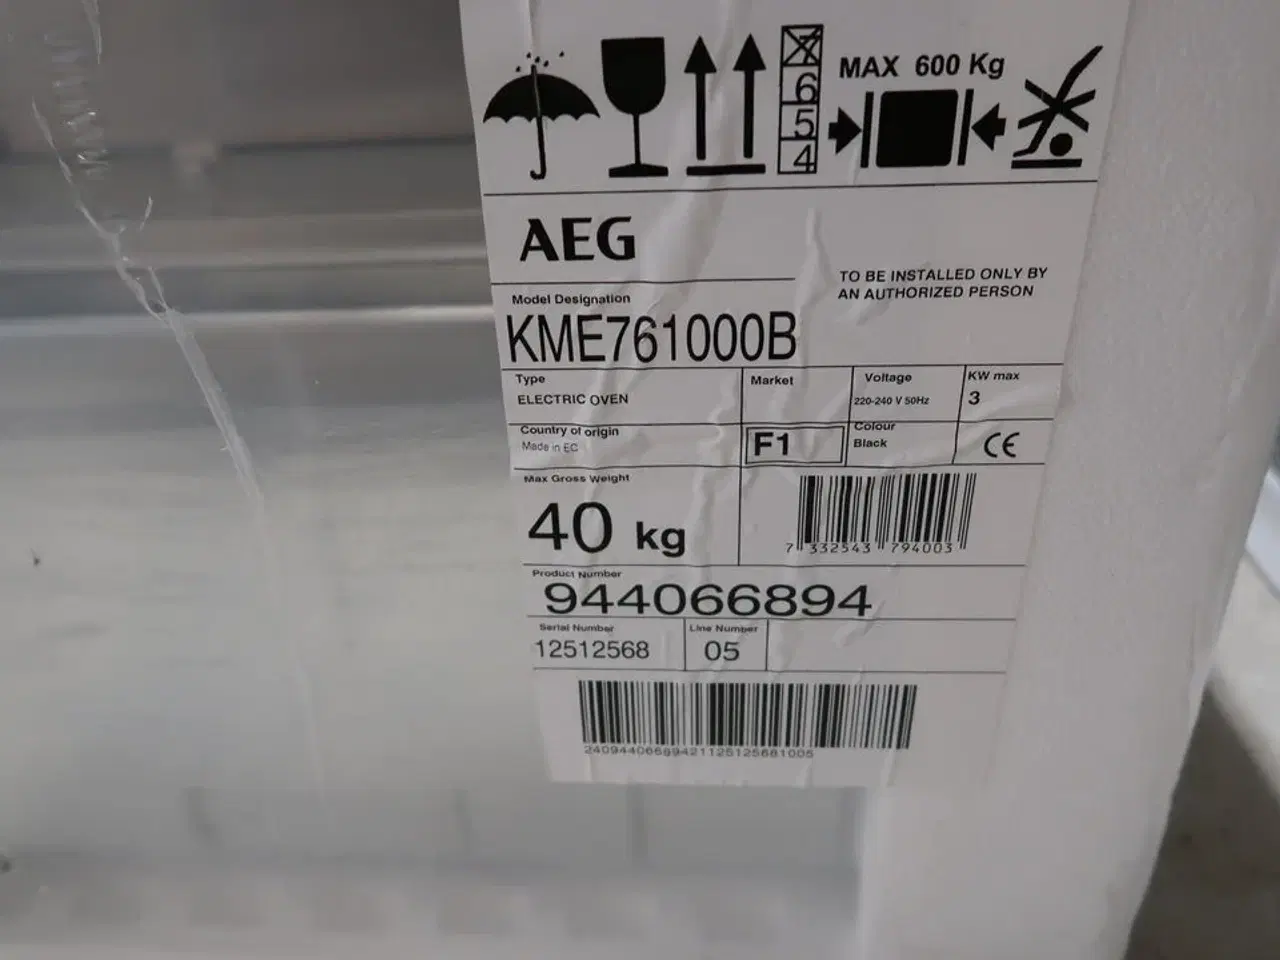 7
6
5
4
MAX 600 Kg
AEG
TO BE INSTALLED ONLY BY
AN AUTHORIZED PERSON
Model Designation
KME761000B
Type
ELECTRIC OVEN
Market
Voltage
220-240 V 50Hz
KW max
3
Country of origin
Made in EC
F1
Colour
Black
CE
Max Gross Weight
40 kg
7 332543 794003
Product Number
944066894
Serial Number
12512568
Line Number
05
24094406689421125125681005